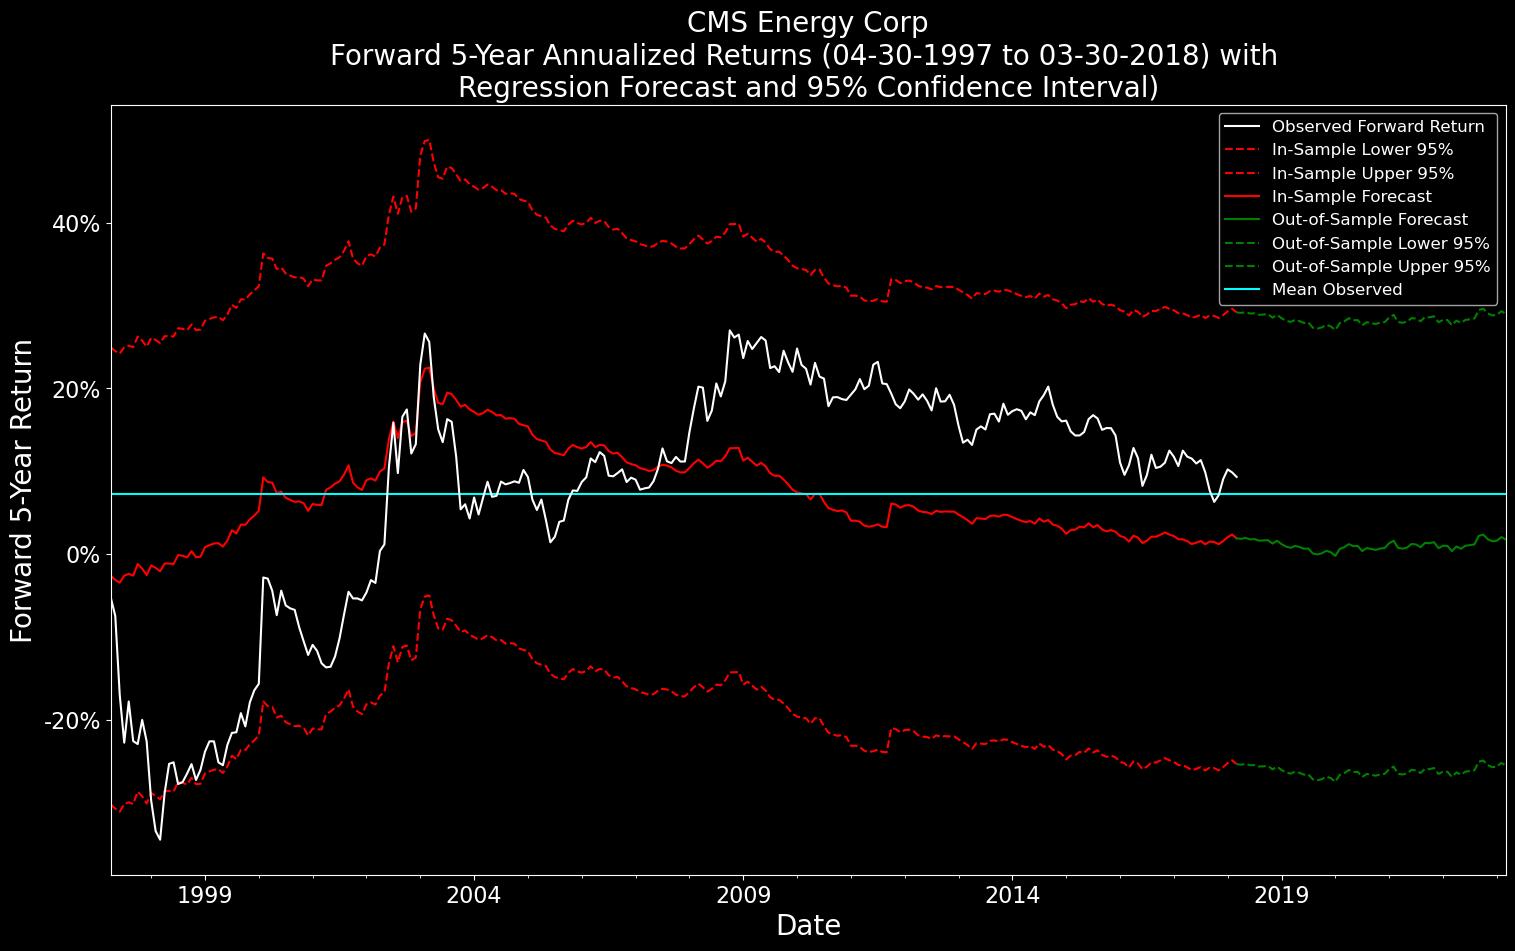 CMS Energy Corp
Forward 5-Year Annualized Returns (04-30-1997 to 03-30-2018) with
Regression Forecast and 95% Confidence Interval)
Observed Forward Return
In-Sample Lower 95%
In-Sample Upper 95%
In-Sample Forecast
Out-of-Sample Forecast
Out-of-Sample Lower 95%
Out-of-Sample Upper 95%
Mean Observed
Forward 5-Year Return
40%
20%
0%
-20%
1999
2004
2009
2014
2019
Date